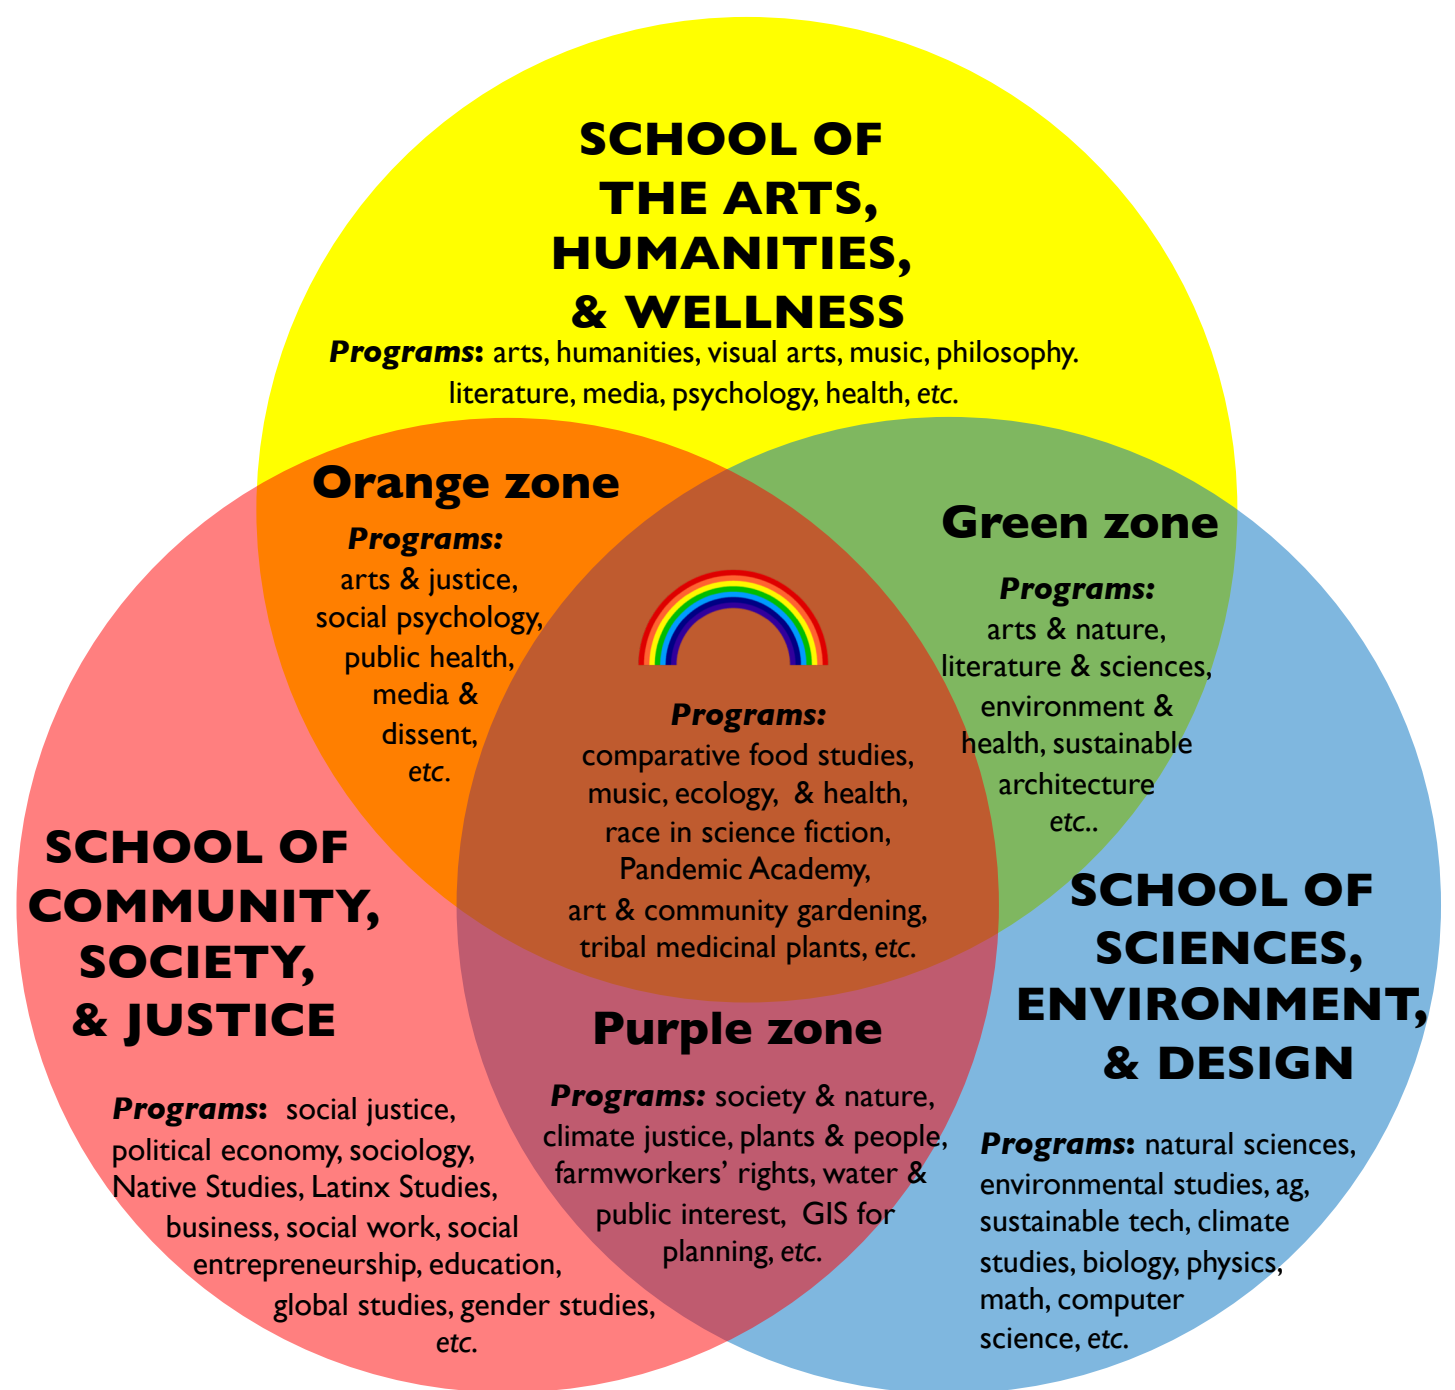 SCHOOL OF
THE ARTS,
HUMANITIES,
& WELLNESS
Programs: arts, humanities, visual arts, music, philosophy.
literature, media, psychology, health, etc.
Orange zone
Programs:
arts & justice,
social psychology,
public health,
media &
dissent,
etc.
Green zone
Programs:
arts & nature,
literature & sciences,
environment &
health, sustainable
architecture
etc..
Programs:
comparative food studies,
music, ecology,  & health,
race in science fiction,
Pandemic Academy,
art & community gardening,
tribal medicinal plants, etc.
SCHOOL OF
COMMUNITY,
SOCIETY,
& JUSTICE
Programs:  social justice,
political economy, sociology,
Native Studies, Latinx Studies,
business, social work, social
entrepreneurship, education,
global studies, gender studies,
etc.
Purple zone
Programs: society & nature,
climate justice, plants & people,
farmworkers’ rights, water &
public interest,  GIS for
planning, etc.
SCHOOL OF
SCIENCES,
ENVIRONMENT,
& DESIGN
Programs: natural sciences,
environmental studies, ag,
sustainable tech, climate
studies, biology, physics,
math, computer
science, etc.